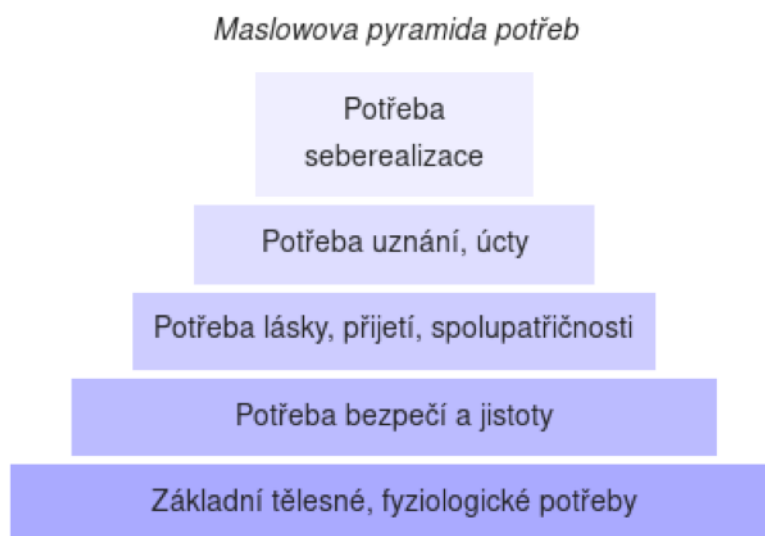 Maslowova pyramida potřeb
Potřeba
seberealizace
Potřeba uznání, úcty
Potřeba lásky, přijetí, spolupatřičnosti
Potřeba bezpečí a jistoty
Základní tělesné, fyziologické potřeby